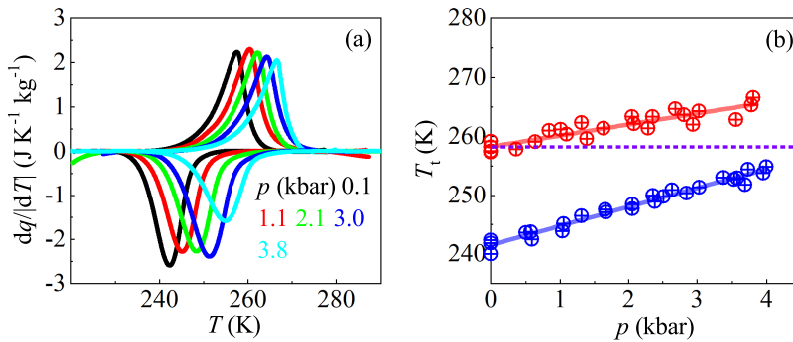 (a)
dq/|dT| (J K⁻¹ kg⁻¹)
3
2
1
0
-1
-2
-3
p (kbar) 0.1
1.1 2.1 3.0
3.8
240 260 280
T (K)
(b)
T_t (K)
280
270
260
250
240
0 1 2 3 4
p (kbar)